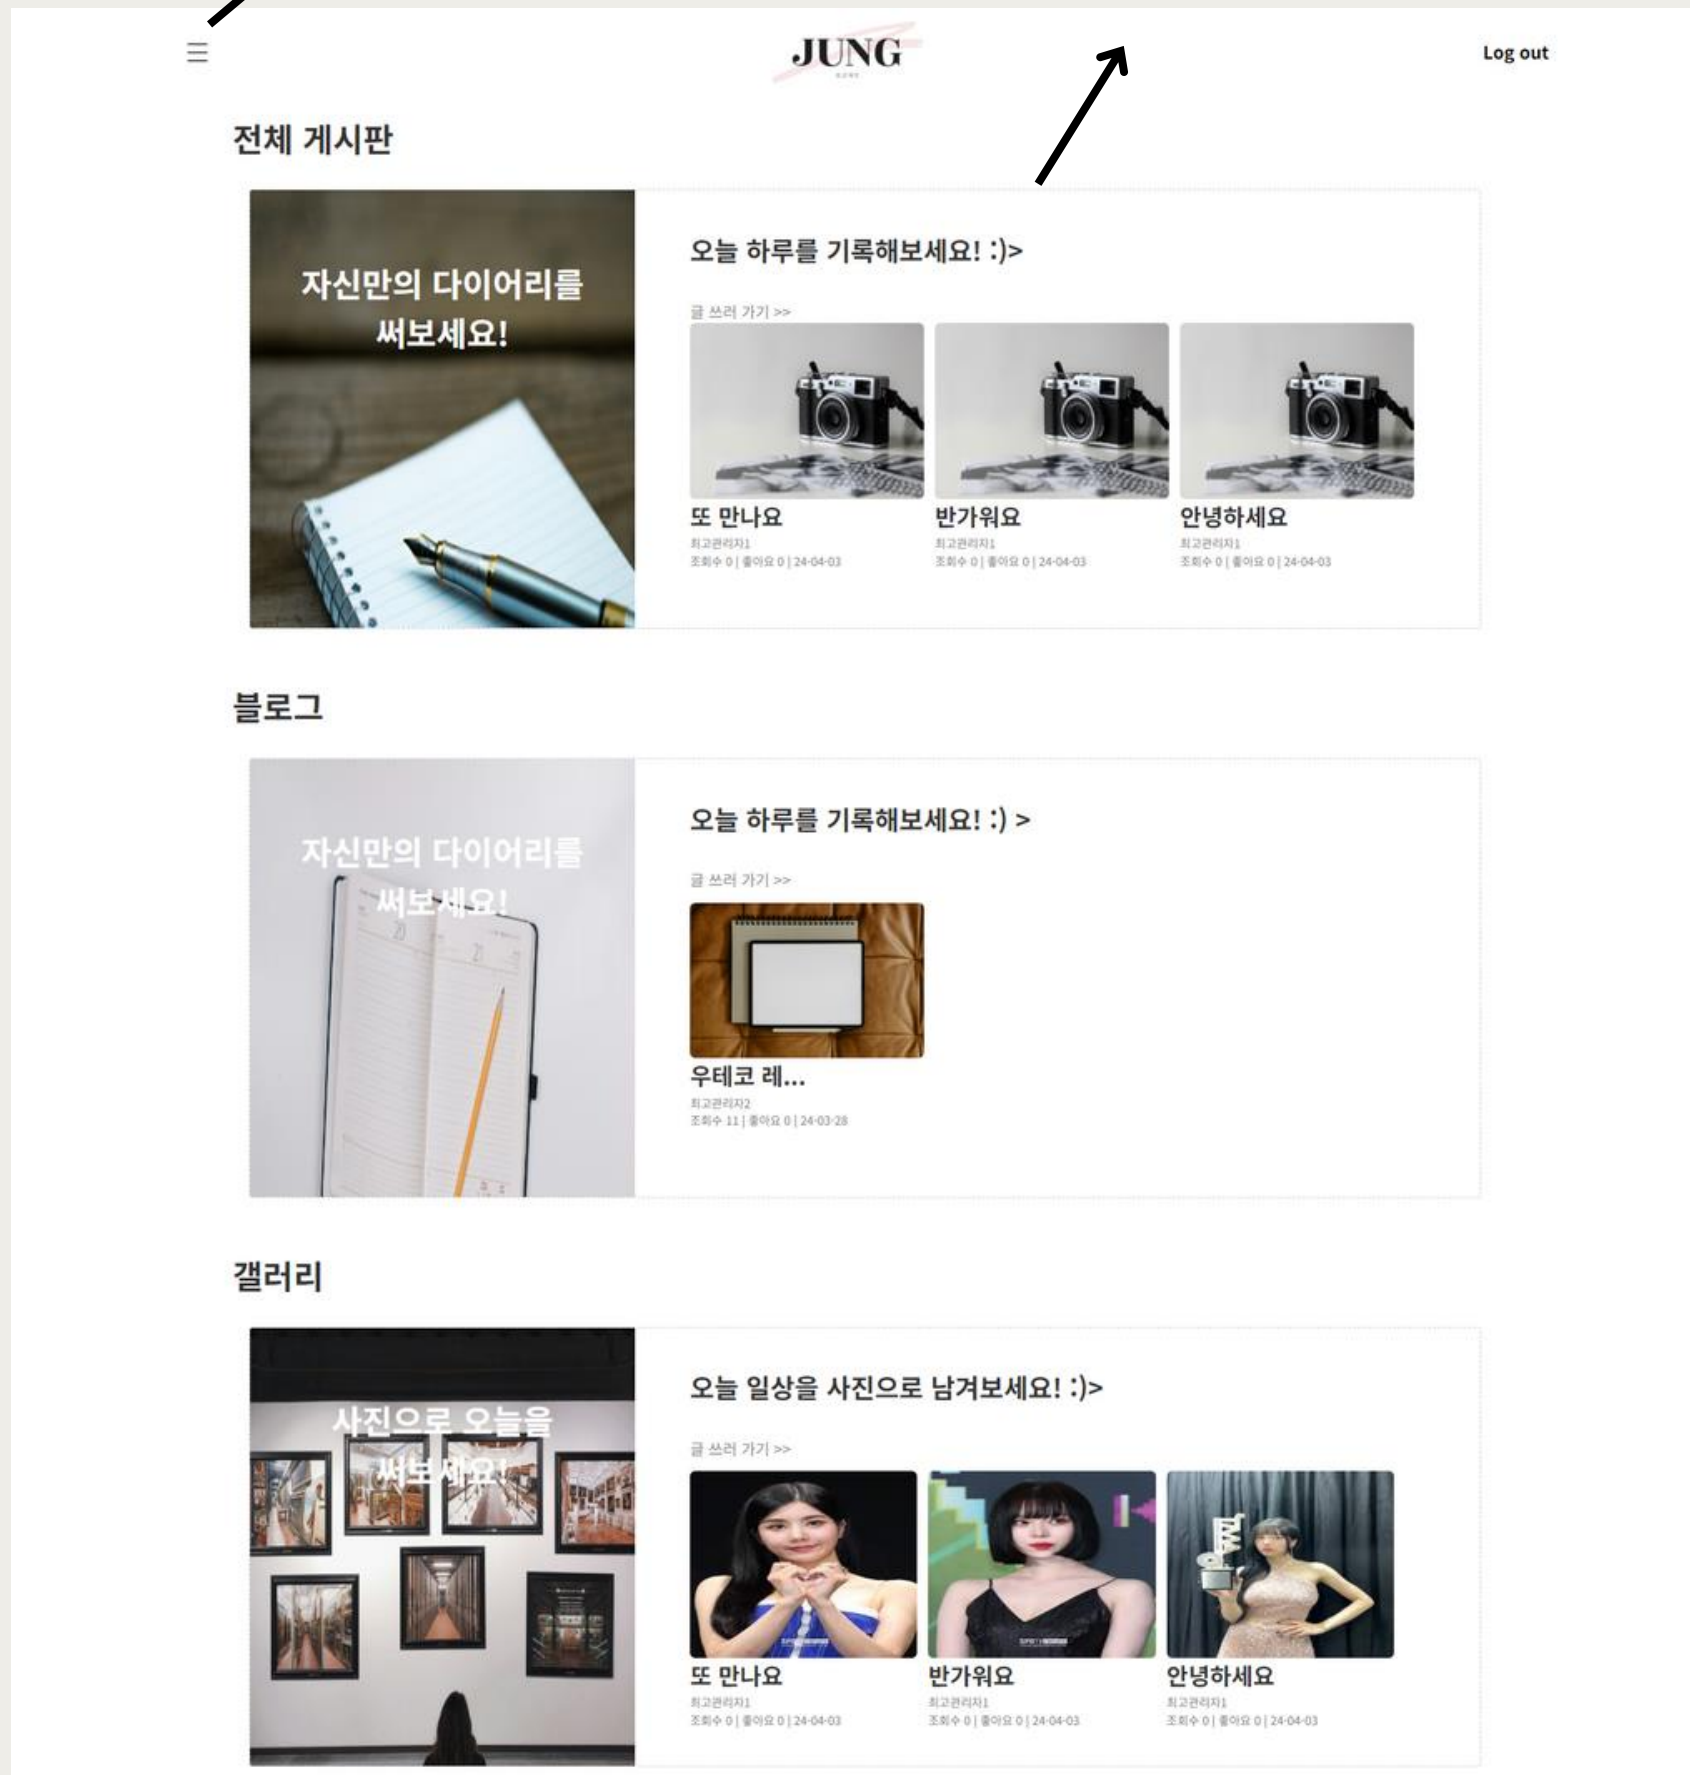 JUNG
Log out
전체 게시판
자신만의 다이어리를
써보세요!
오늘 하루를 기록해보세요! :)>
글 쓰러 가기 >>
또 만나요
최고관리자1
조회수 0 | 좋아요 0 | 24-04-03
반가워요
최고관리자1
조회수 0 | 좋아요 0 | 24-04-03
안녕하세요
최고관리자1
조회수 0 | 좋아요 0 | 24-04-03
블로그
자신만의 다이어리를
써보세요!
20
21
오늘 하루를 기록해보세요! :) >
글 쓰러 가기 >>
우테코 레...
최고관리자2
조회수 11 | 좋아요 0 | 24-03-28
갤러리
사진으로 오늘을
써보세요!
오늘 일상을 사진으로 남겨보세요! :)>
글 쓰러 가기 >>
또 만나요
최고관리자1
조회수 0 | 좋아요 0 | 24-04-03
반가워요
최고관리자1
조회수 0 | 좋아요 0 | 24-04-03
안녕하세요
최고관리자1
조회수 0 | 좋아요 0 | 24-04-03